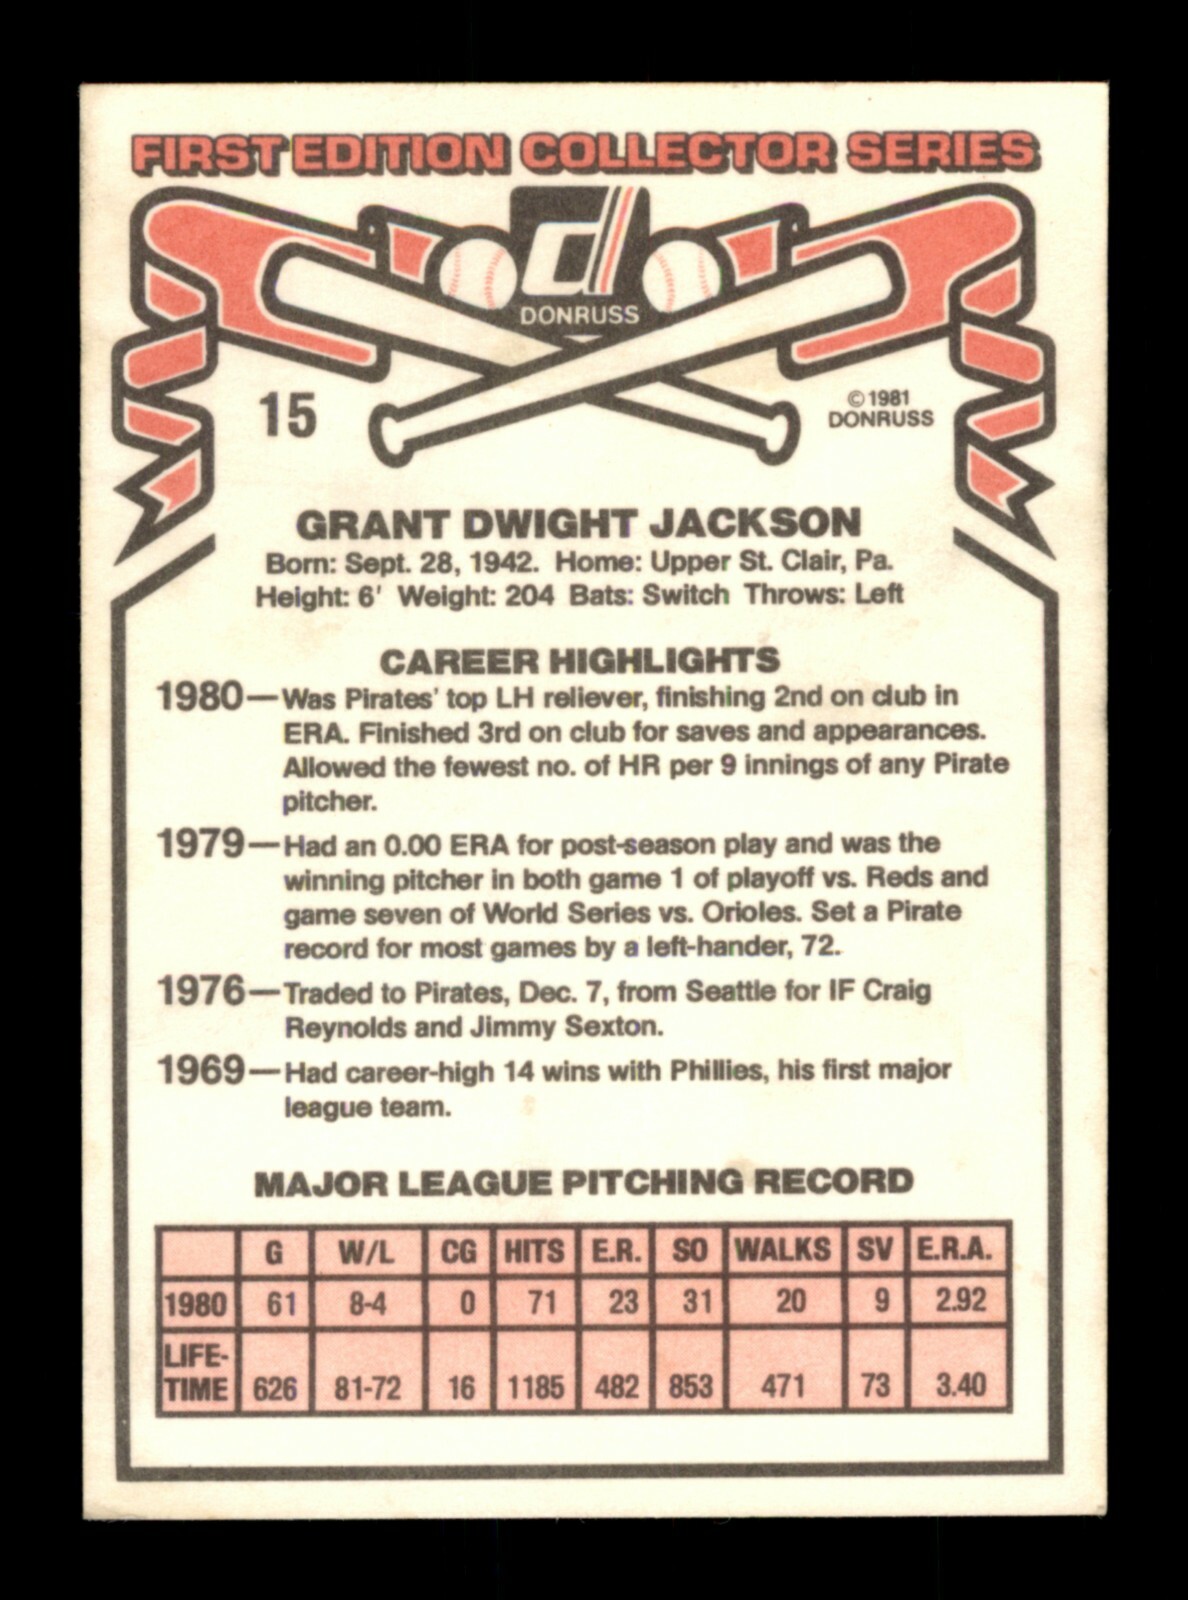 FIRST EDITION COLLECTOR SERIES
d
DONRUSS
15
©1981
DONRUSS
GRANT DWIGHT JACKSON
Born: Sept. 28, 1942. Home: Upper St. Clair, Pa.
Height: 6' Weight: 204 Bats: Switch Throws: Left
CAREER HIGHLIGHTS
1980—Was Pirates' top LH reliever, finishing 2nd on club in
ERA. Finished 3rd on club for saves and appearances.
Allowed the fewest no. of HR per 9 innings of any Pirate
pitcher.
1979—Had an 0.00 ERA for post-season play and was the
winning pitcher in both game 1 of playoff vs. Reds and
game seven of World Series vs. Orioles. Set a Pirate
record for most games by a left-hander, 72.
1976—Traded to Pirates, Dec. 7, from Seattle for IF Craig
Reynolds and Jimmy Sexton.
1969—Had career-high 14 wins with Phillies, his first major
league team.
MAJOR LEAGUE PITCHING RECORD
G W/L CG HITS E.R. SO WALKS SV E.R.A.
1980 61 8-4 0 71 23 31 20 9 2.92
LIFE-
TIME 626 81-72 16 1185 482 853 471 73 3.40